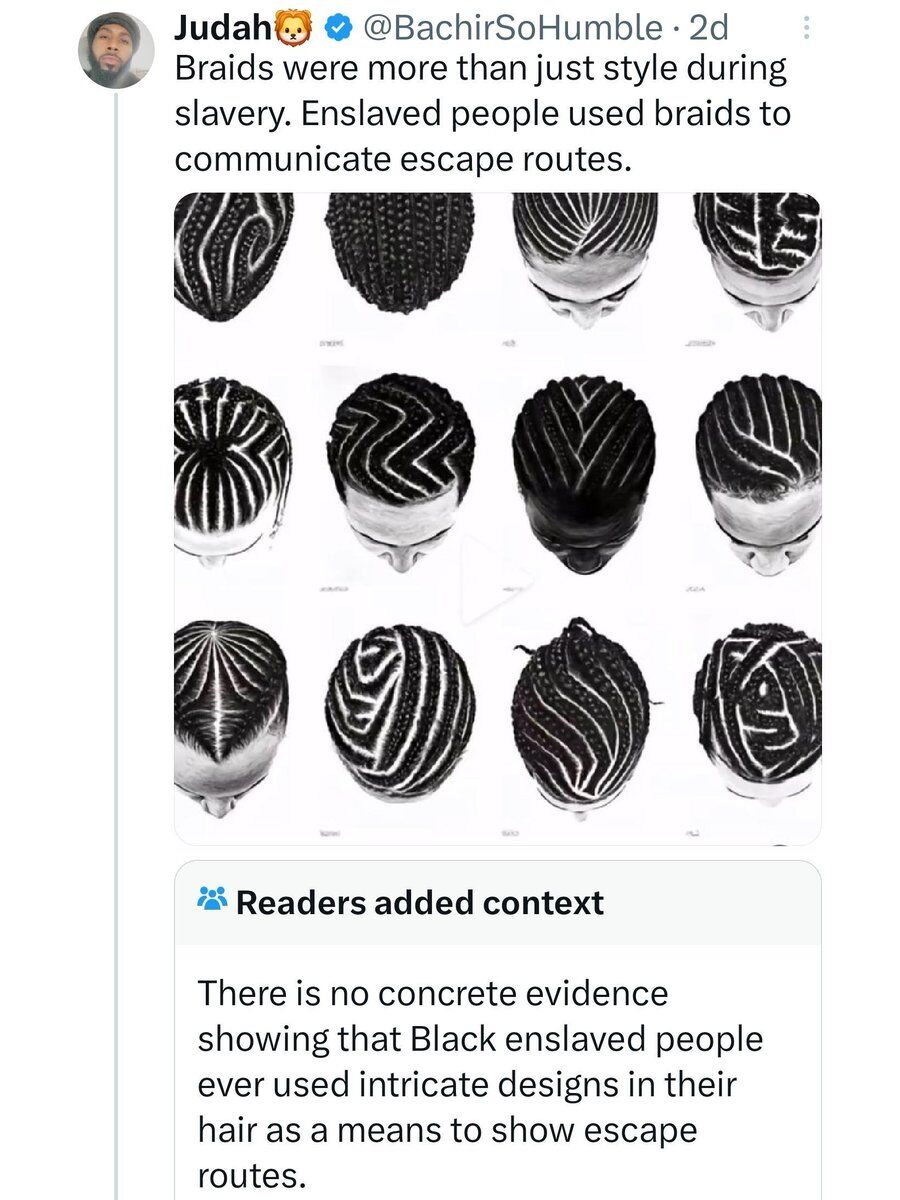 Judah🦁 @BachirSoHumble · 2d
Braids were more than just style during
slavery. Enslaved people used braids to
communicate escape routes.
Readers added context
There is no concrete evidence
showing that Black enslaved people
ever used intricate designs in their
hair as a means to show escape
routes.